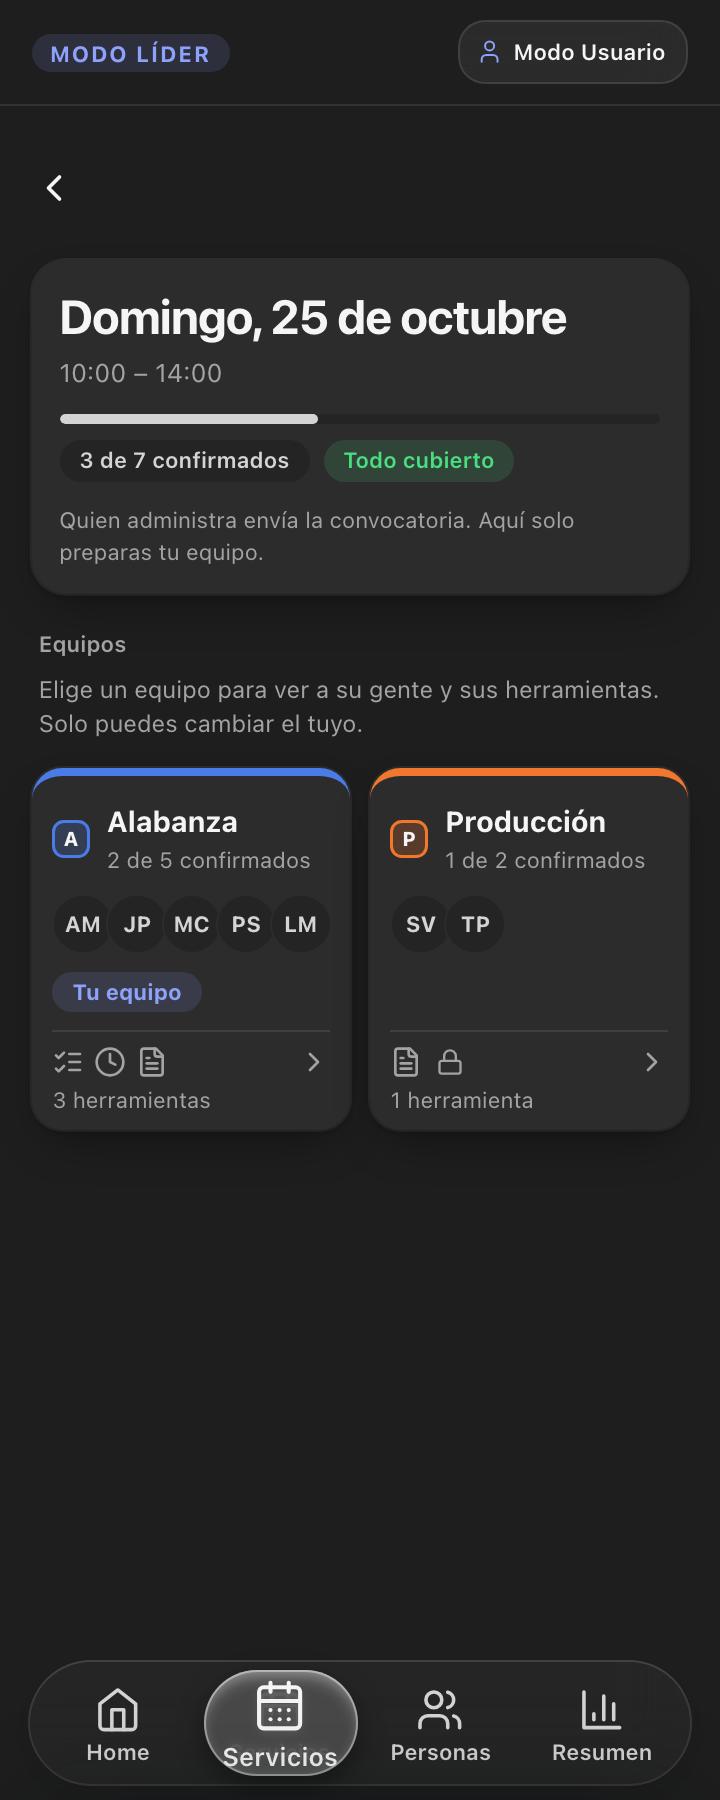 MODO LÍDER
Modo Usuario
Domingo, 25 de octubre
10:00 – 14:00
3 de 7 confirmados
Todo cubierto
Quien administra envía la convocatoria. Aquí solo
preparas tu equipo.
Equipos
Elige un equipo para ver a su gente y sus herramientas.
Solo puedes cambiar el tuyo.
A
Alabanza
2 de 5 confirmados
AM JP MC PS LM
Tu equipo
3 herramientas
P
Producción
1 de 2 confirmados
SV TP
1 herramienta
Home
Servicios
Personas
Resumen